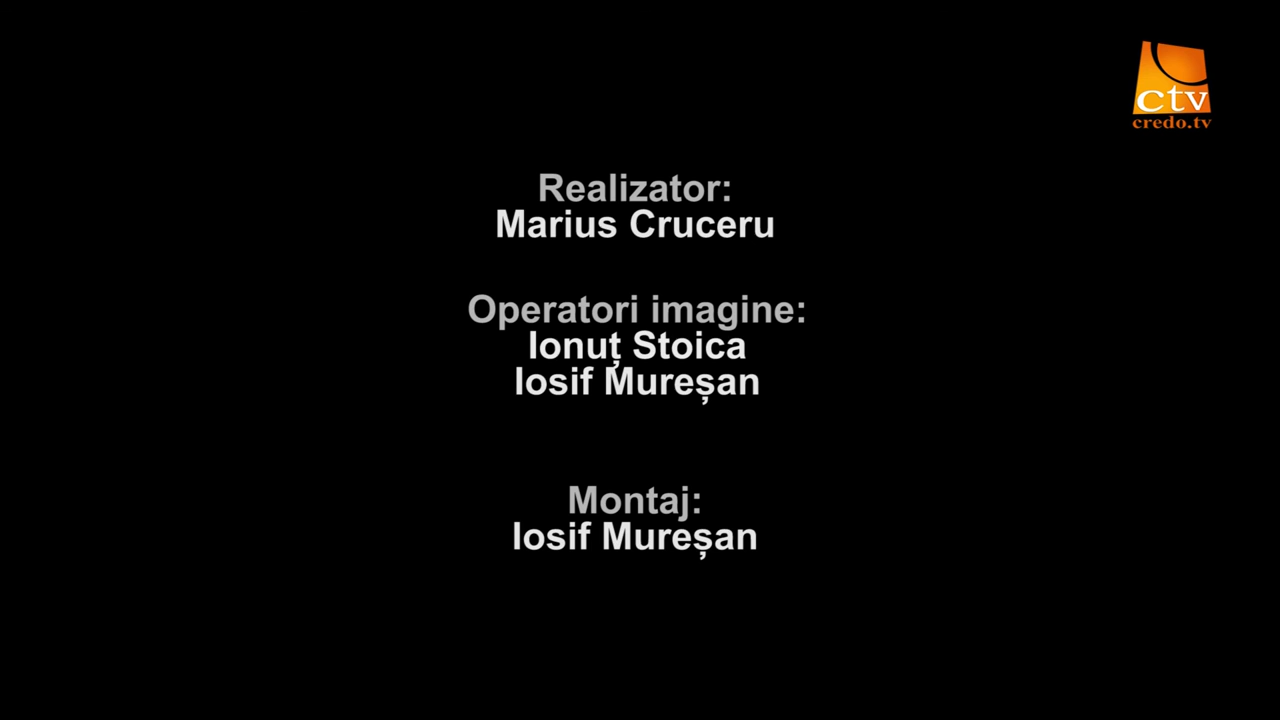 ctv
credo.tv
Realizator:
Marius Cruceru
Operatori imagine:
Ionuț Stoica
Iosif Mureșan
Montaj:
Iosif Mureșan